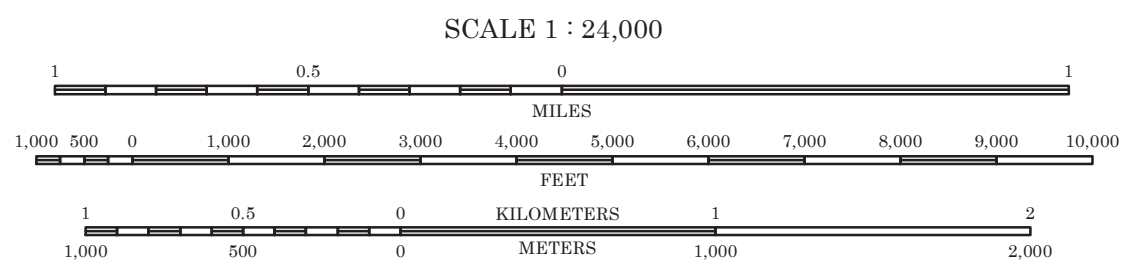 SCALE 1 : 24,000
1 0.5 0 1
MILES
1,000 500 0 1,000 2,000 3,000 4,000 5,000 6,000 7,000 8,000 9,000 10,000
FEET
1 0.5 0 KILOMETERS 1 2
1,000 500 0 METERS 1,000 2,000